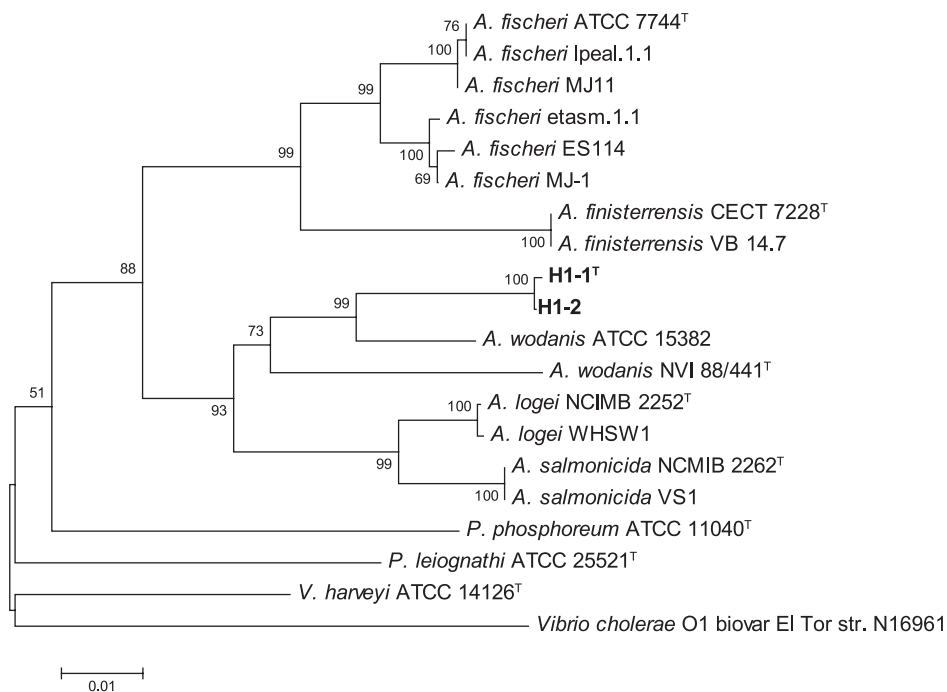 A. fischeri ATCC 7744ᵀ
76
A. fischeri lpeal.1.1
100
A. fischeri MJ11
99
A. fischeri etasm.1.1
A. fischeri ES114
100
99
A. fischeri MJ-1
69
A. finisterrensis CECT 7228ᵀ
A. finisterrensis VB 14.7
100
88
H1-1ᵀ
100
99
H1-2
73
A. wodanis ATCC 15382
A. wodanis NVI 88/441ᵀ
51
93
A. logei NCIMB 2252ᵀ
100
A. logei WHSW1
99
A. salmonicida NCMIB 2262ᵀ
100
A. salmonicida VS1
P. phosphoreum ATCC 11040ᵀ
P. leiognathi ATCC 25521ᵀ
V. harveyi ATCC 14126ᵀ
Vibrio cholerae O1 biovar El Tor str. N16961
0.01